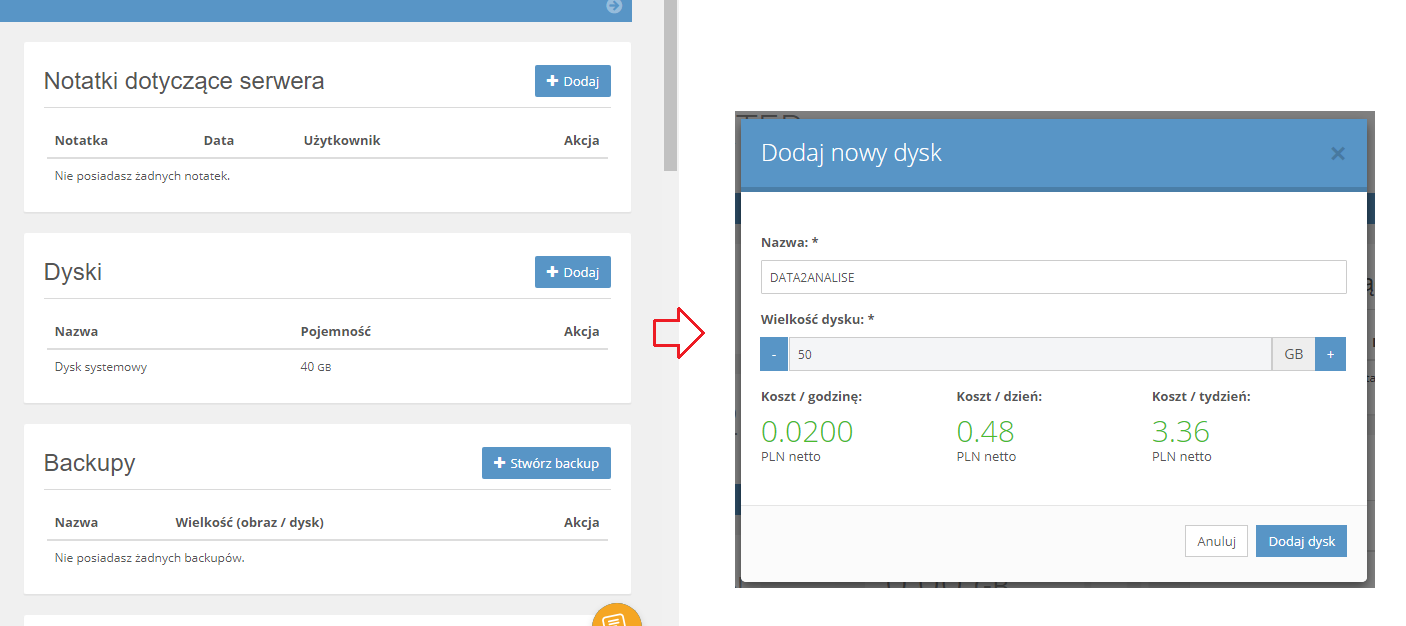 Notatki dotyczące serwera
+ Dodaj
Notatka Data Użytkownik Akcja
Nie posiadasz żadnych notatek.
Dyski
+ Dodaj
Nazwa Pojemność Akcja
Dysk systemowy 40 GB
Backupy
+ Stwórz backup
Nazwa Wielkość (obraz / dysk) Akcja
Nie posiadasz żadnych backupów.
Dodaj nowy dysk
×
Nazwa: *
DATA2ANALISE
Wielkość dysku: *
- 50 GB +
Koszt / godzinę: Koszt / dzień: Koszt / tydzień:
0.0200 0.48 3.36
PLN netto PLN netto PLN netto
Anuluj Dodaj dysk